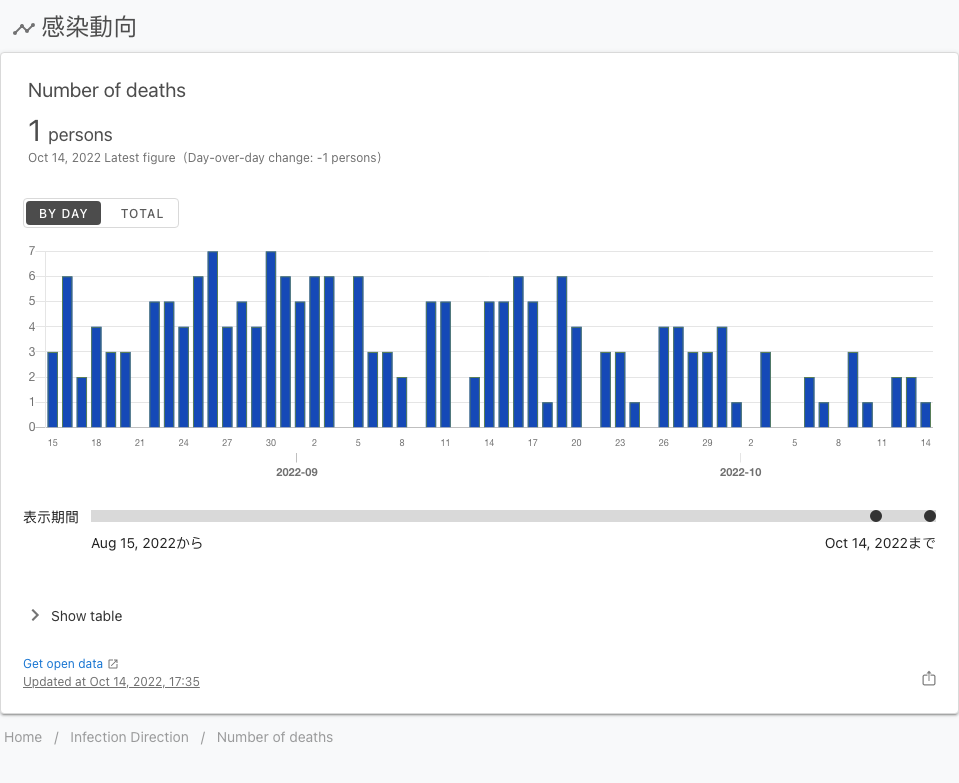 感染動向
Number of deaths
1 persons
Oct 14, 2022 Latest figure (Day-over-day change: -1 persons)
BY DAY TOTAL
7
6
5
4
3
2
1
0
15 18 21 24 27 30 2 5 8 11 14 17 20 23 26 29 2 5 8 11 14
2022-09 2022-10
表示期間
Aug 15, 2022から Oct 14, 2022まで
Show table
Get open data
Updated at Oct 14, 2022, 17:35
Home / Infection Direction / Number of deaths